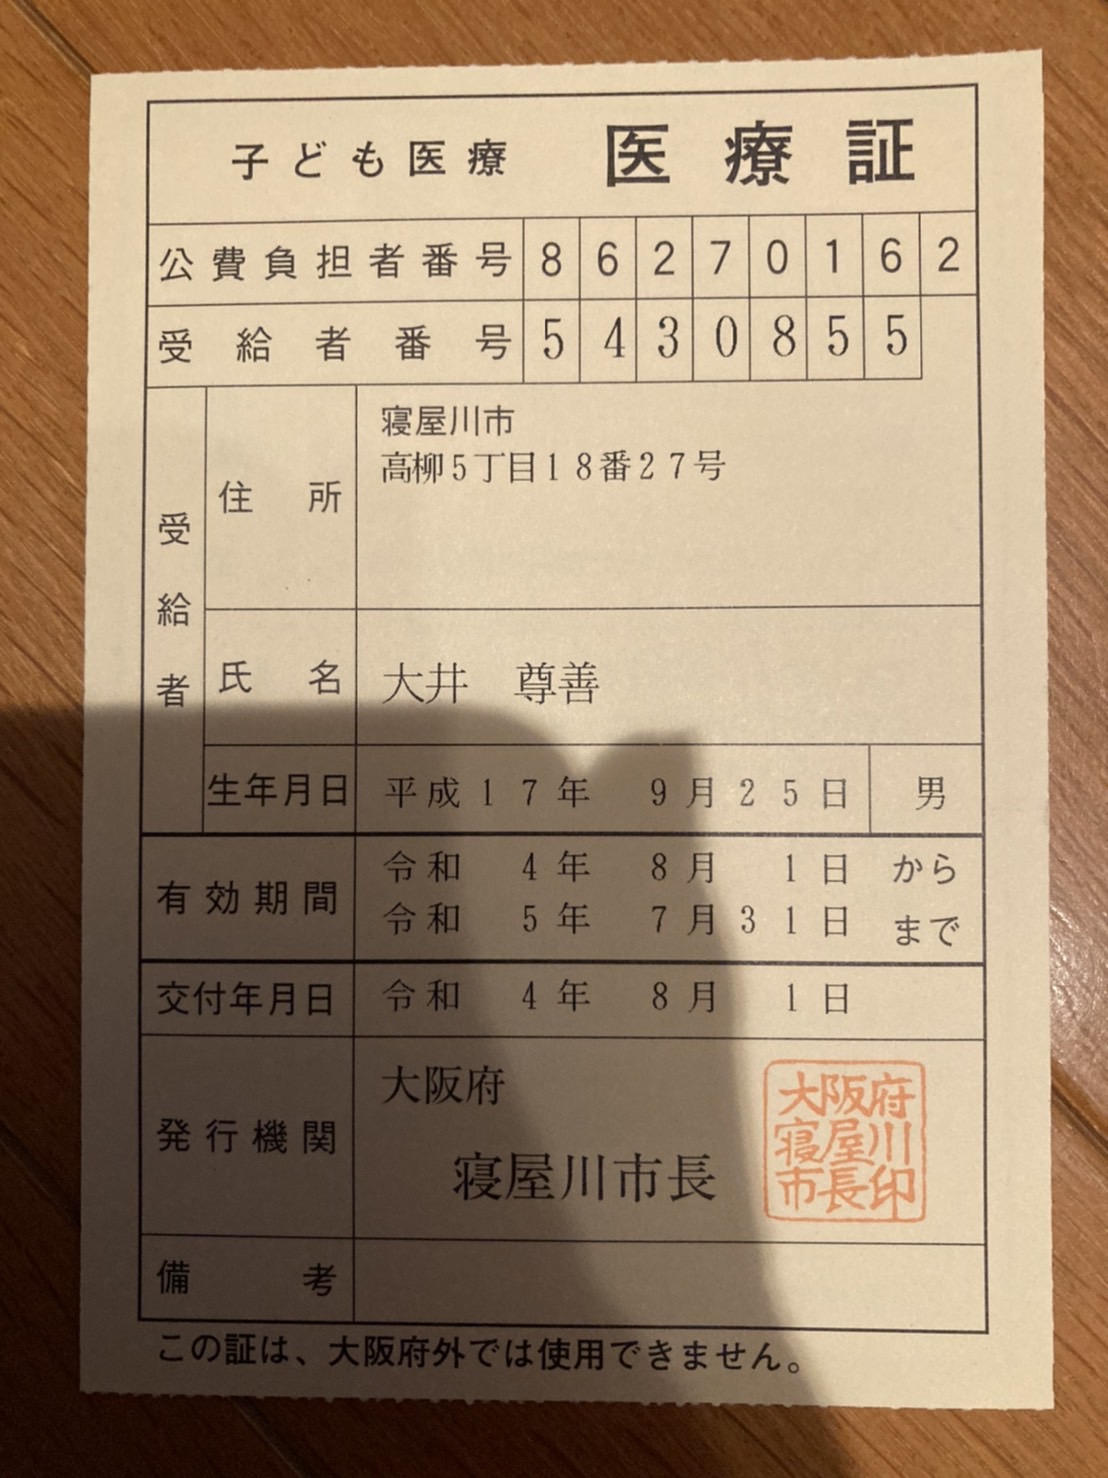 子ども医療 医療証
公費負担者番号 8 6 2 7 0 1 6 2
受給者番号 5 4 3 0 8 5 5
受給者
住所
寝屋川市
高柳5丁目18番27号
氏名 大井 尊善
生年月日 平成17年 9月25日 男
有効期間
令和 4年 8月 1日 から
令和 5年 7月31日 まで
交付年月日 令和 4年 8月 1日
発行機関
大阪府
寝屋川市長
大阪府
寝屋川
市長印
備考
この証は、大阪府外では使用できません。